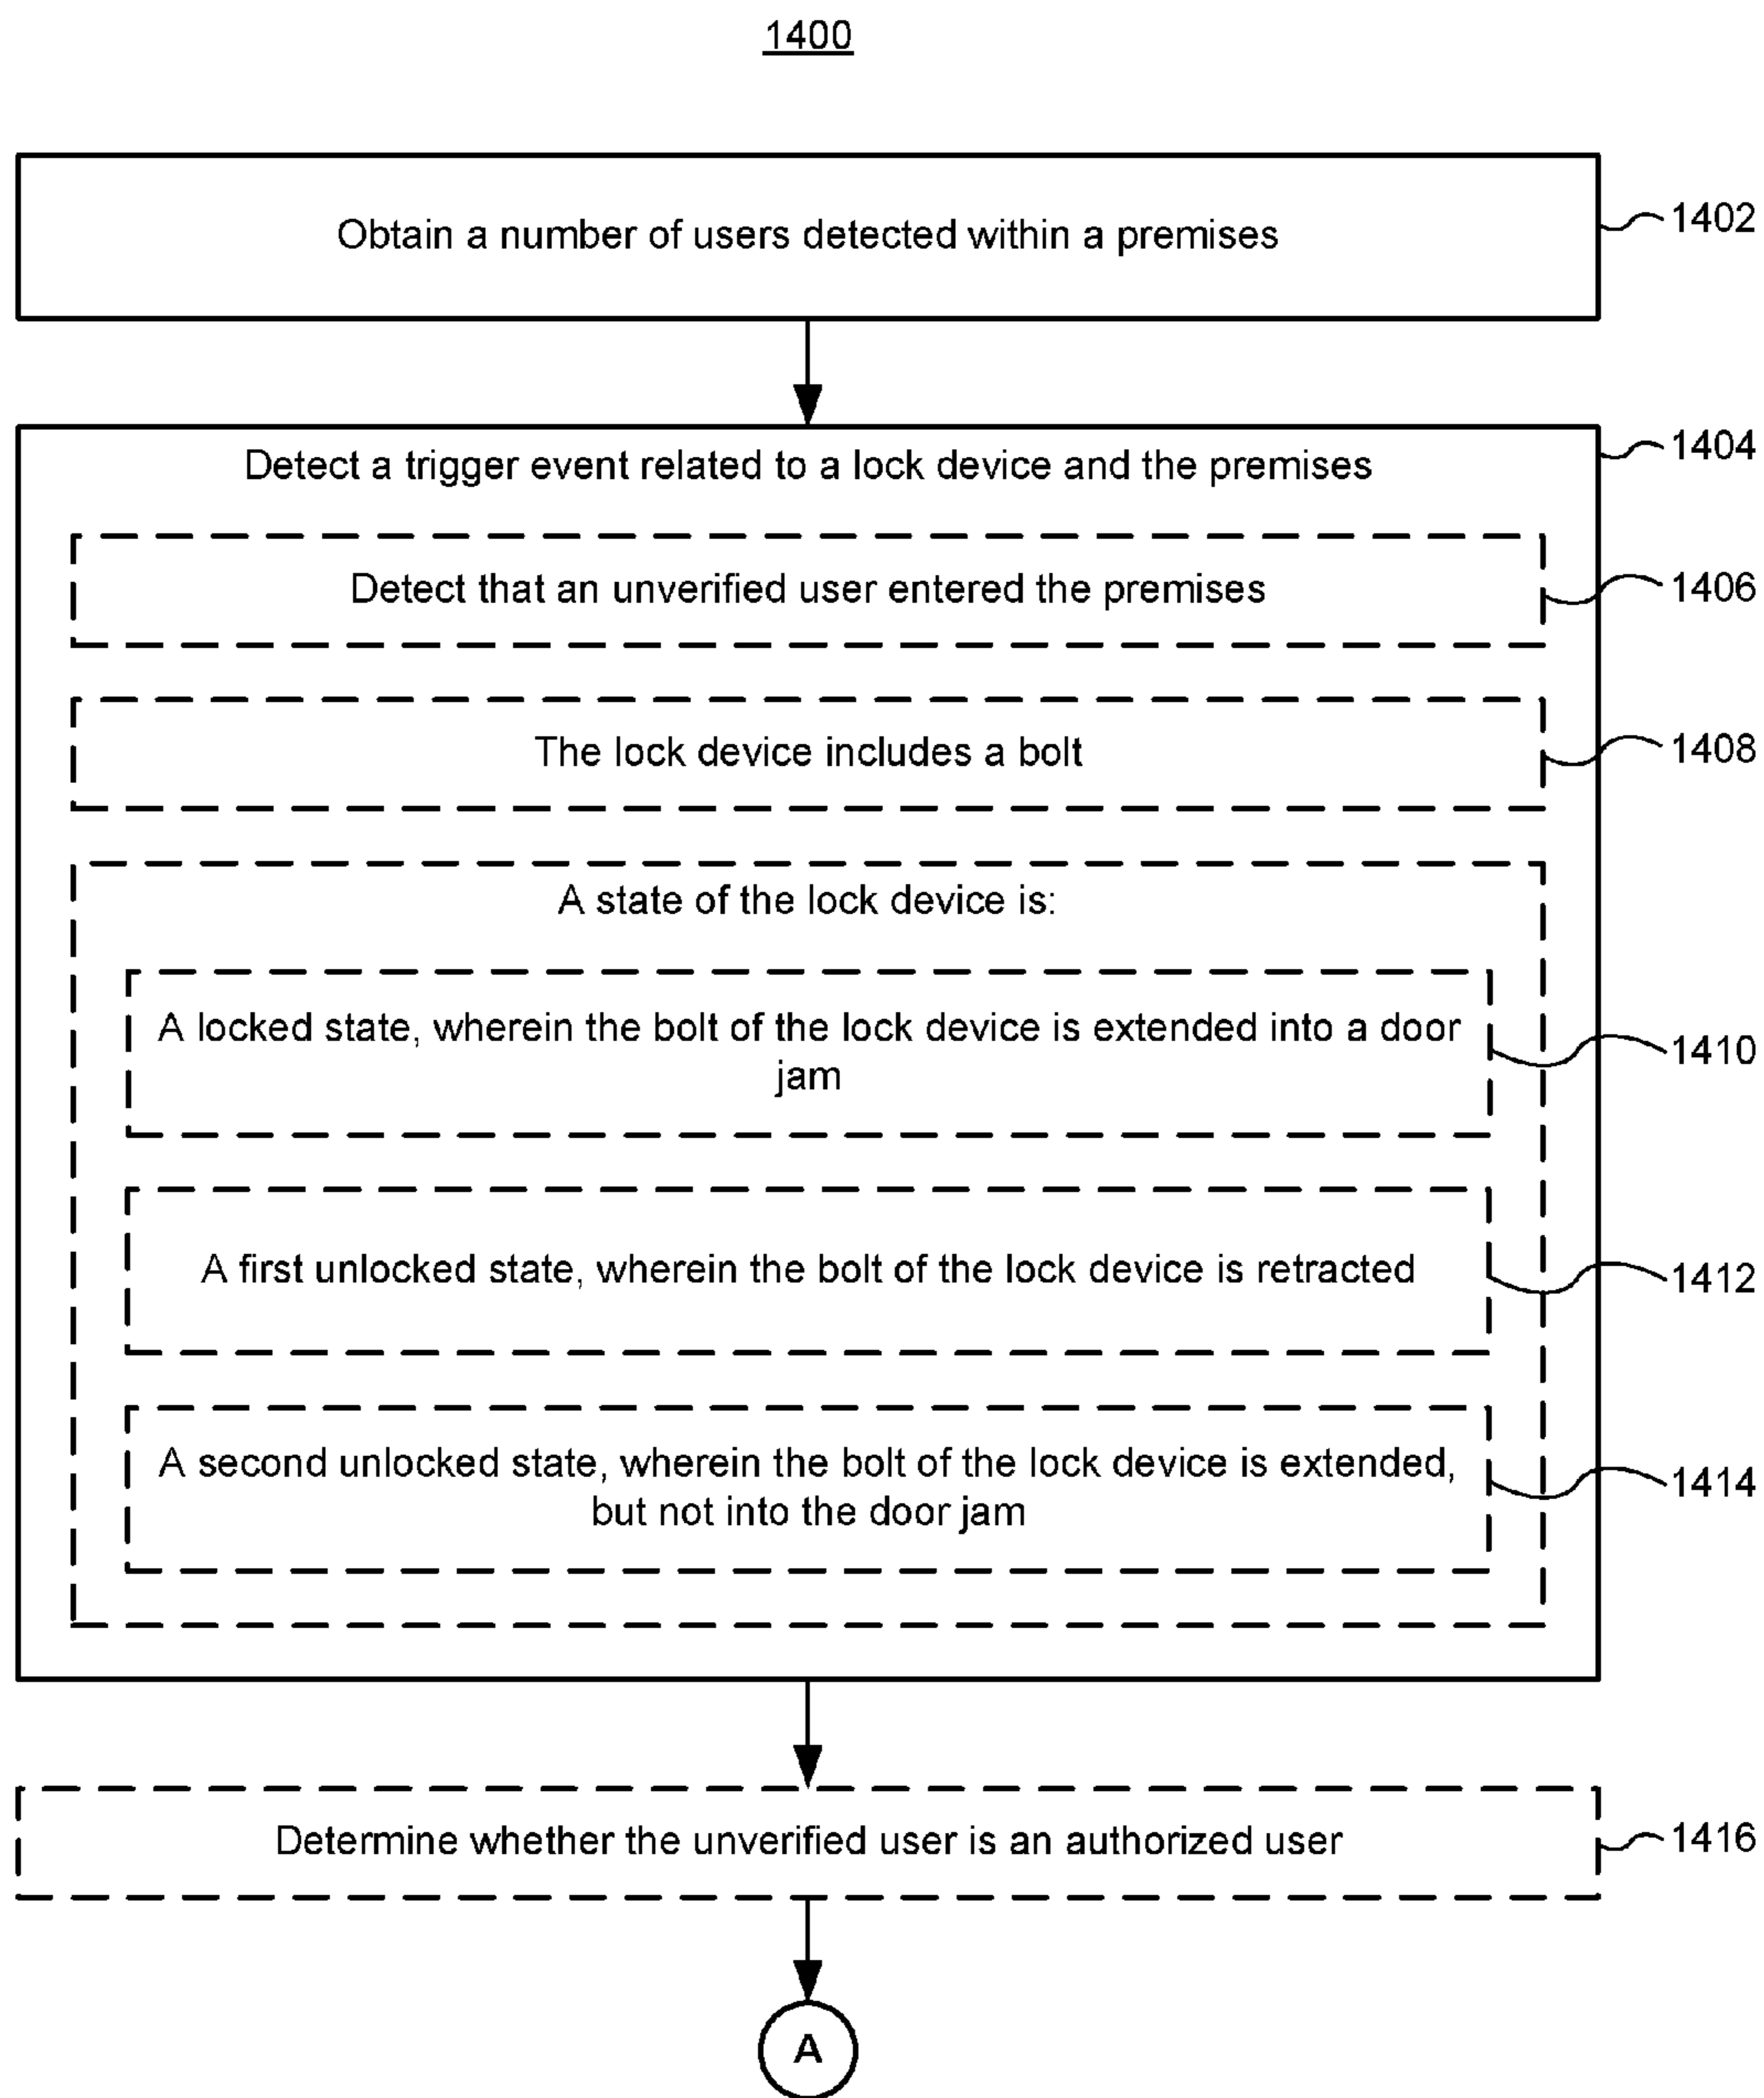 1400
Obtain a number of users detected within a premises
1402
Detect a trigger event related to a lock device and the premises
1404
Detect that an unverified user entered the premises
1406
The lock device includes a bolt
1408
A state of the lock device is:
A locked state, wherein the bolt of the lock device is extended into a door
jam
1410
A first unlocked state, wherein the bolt of the lock device is retracted
1412
A second unlocked state, wherein the bolt of the lock device is extended,
but not into the door jam
1414
Determine whether the unverified user is an authorized user
1416
A